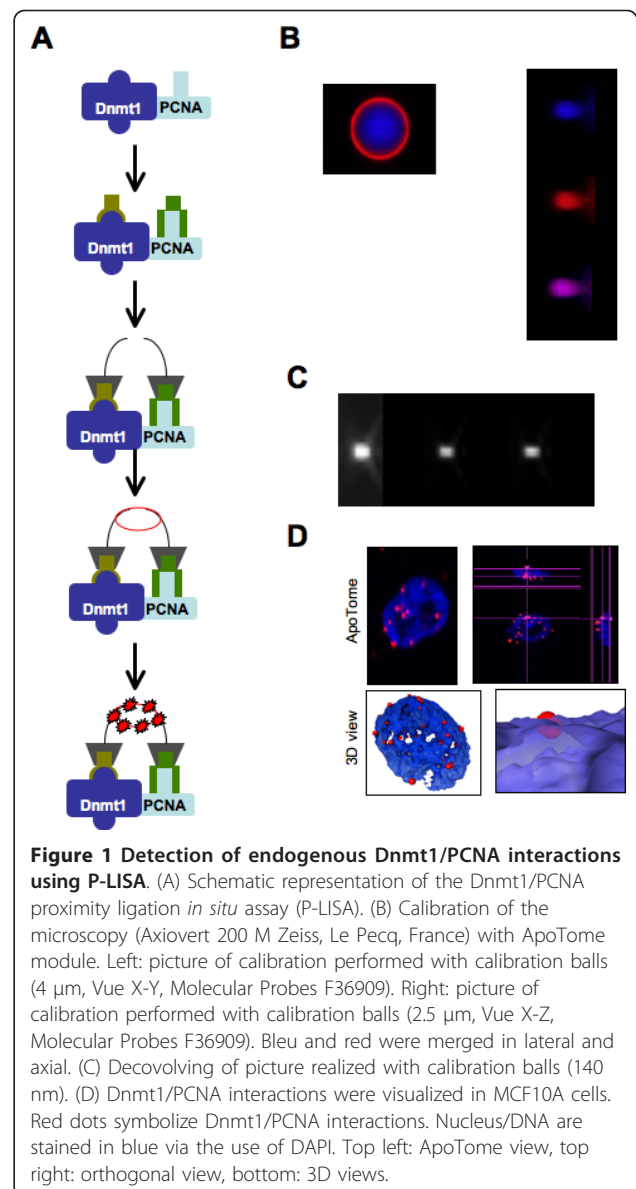 A
B
Dnmt1
PCNA
Dnmt1
PCNA
Dnmt1
PCNA
C
Dnmt1
PCNA
D
ApoTome
3D view
Dnmt1
PCNA
Figure 1 Detection of endogenous Dnmt1/PCNA interactions
using P-LISA. (A) Schematic representation of the Dnmt1/PCNA
proximity ligation in situ assay (P-LISA). (B) Calibration of the
microscopy (Axiovert 200 M Zeiss, Le Pecq, France) with ApoTome
module. Left: picture of calibration performed with calibration balls
(4 μm, Vue X-Y, Molecular Probes F36909). Right: picture of
calibration performed with calibration balls (2.5 μm, Vue X-Z,
Molecular Probes F36909). Bleu and red were merged in lateral and
axial. (C) Decovolving of picture realized with calibration balls (140
nm). (D) Dnmt1/PCNA interactions were visualized in MCF10A cells.
Red dots symbolize Dnmt1/PCNA interactions. Nucleus/DNA are
stained in blue via the use of DAPI. Top left: ApoTome view, top
right: orthogonal view, bottom: 3D views.